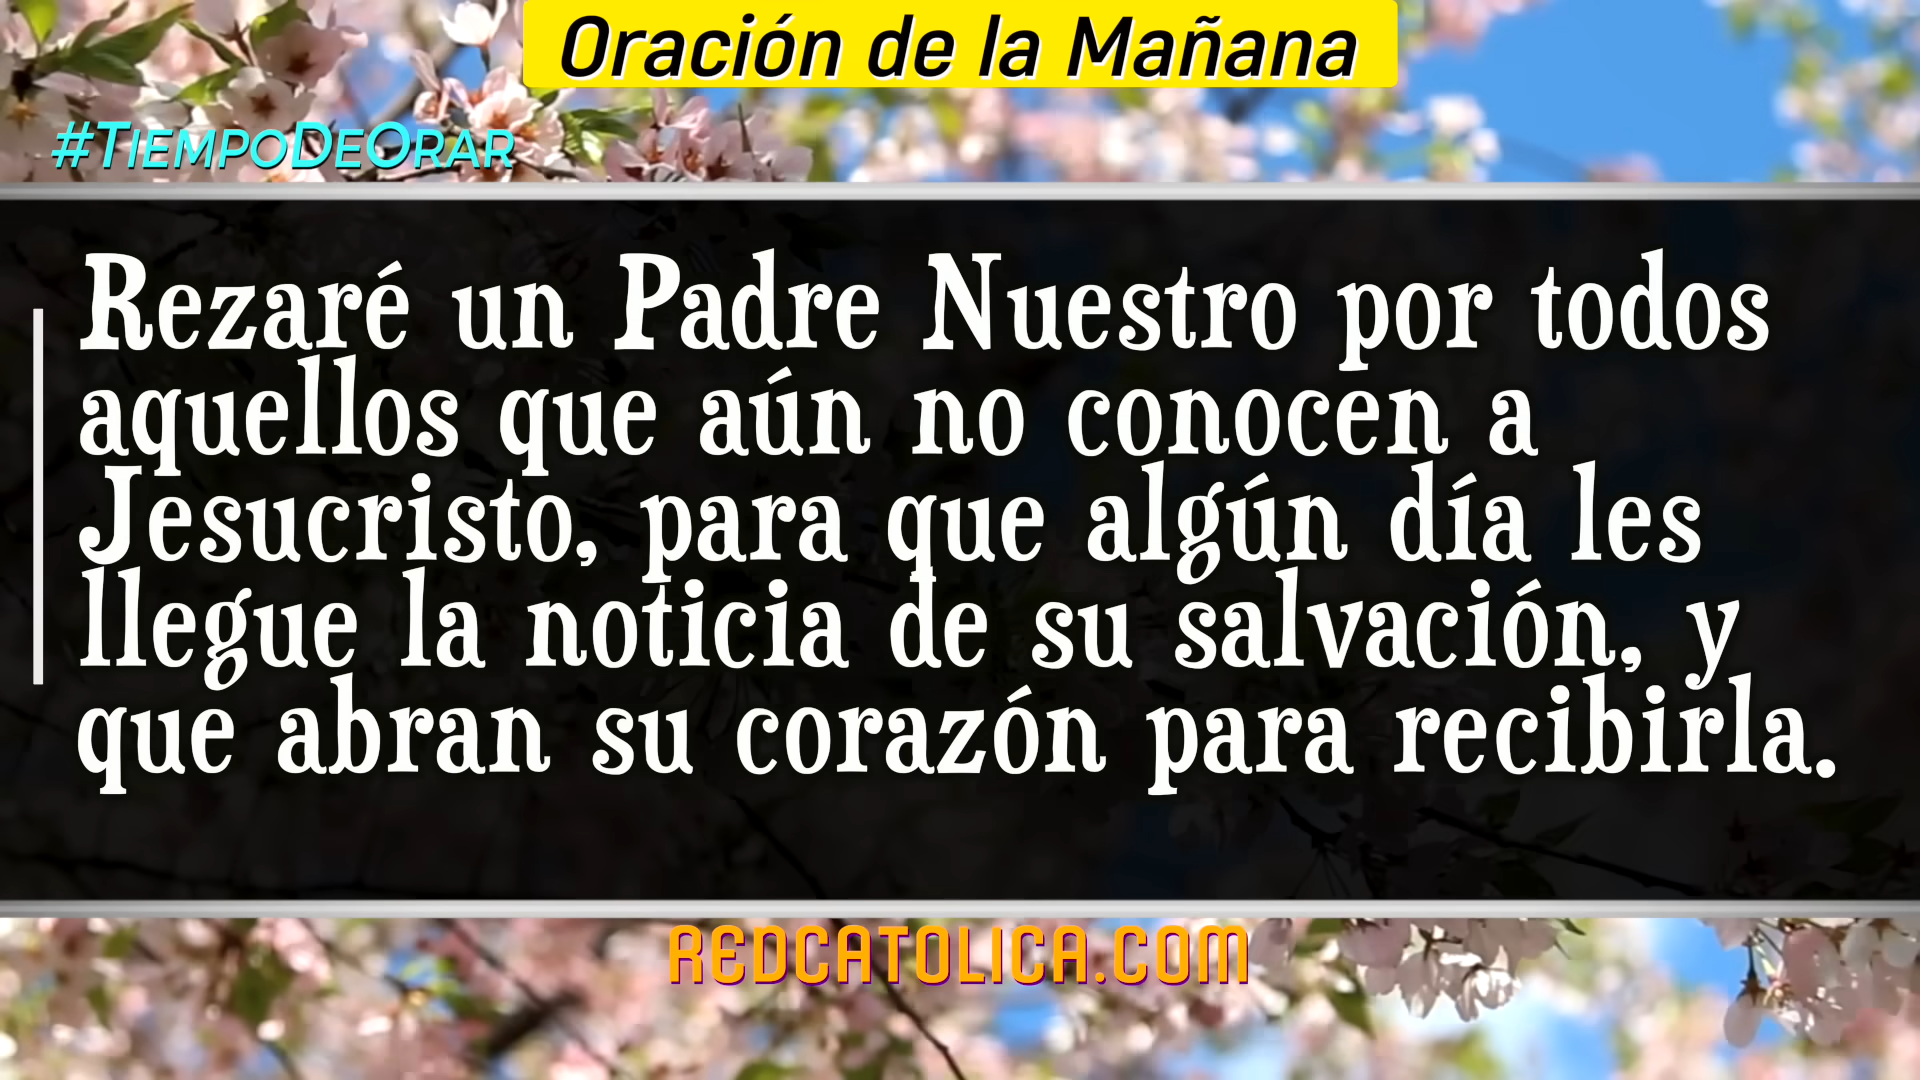 Oración de la Mañana
#TiempoDeOrar
Rezaré un Padre Nuestro por todos
aquellos que aún no conocen a
Jesucristo, para que algún día les
llegue la noticia de su salvación, y
que abran su corazón para recibirla.
REDCATOLICA.COM